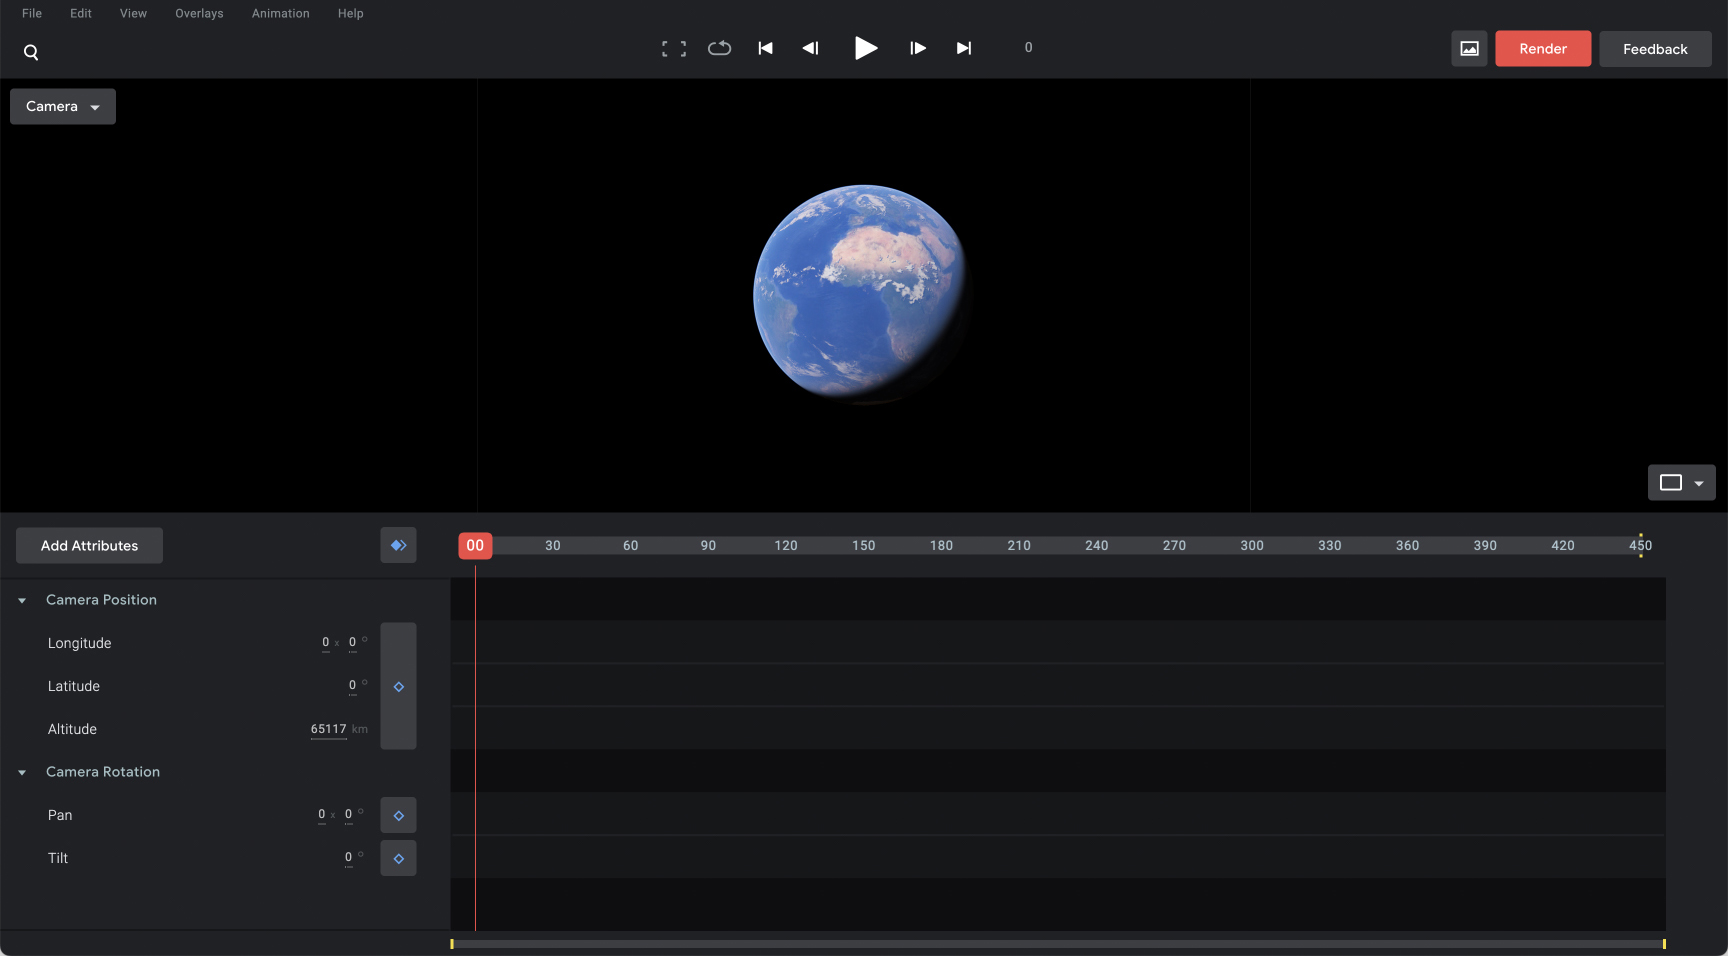 File Edit View Overlays Animation Help
0
Render
Feedback
Camera
Add Attributes
00 30 60 90 120 150 180 210 240 270 300 330 360 390 420 450
Camera Position
Longitude 0 x 0 °
Latitude 0 °
Altitude 65117 km
Camera Rotation
Pan 0 x 0 °
Tilt 0 °